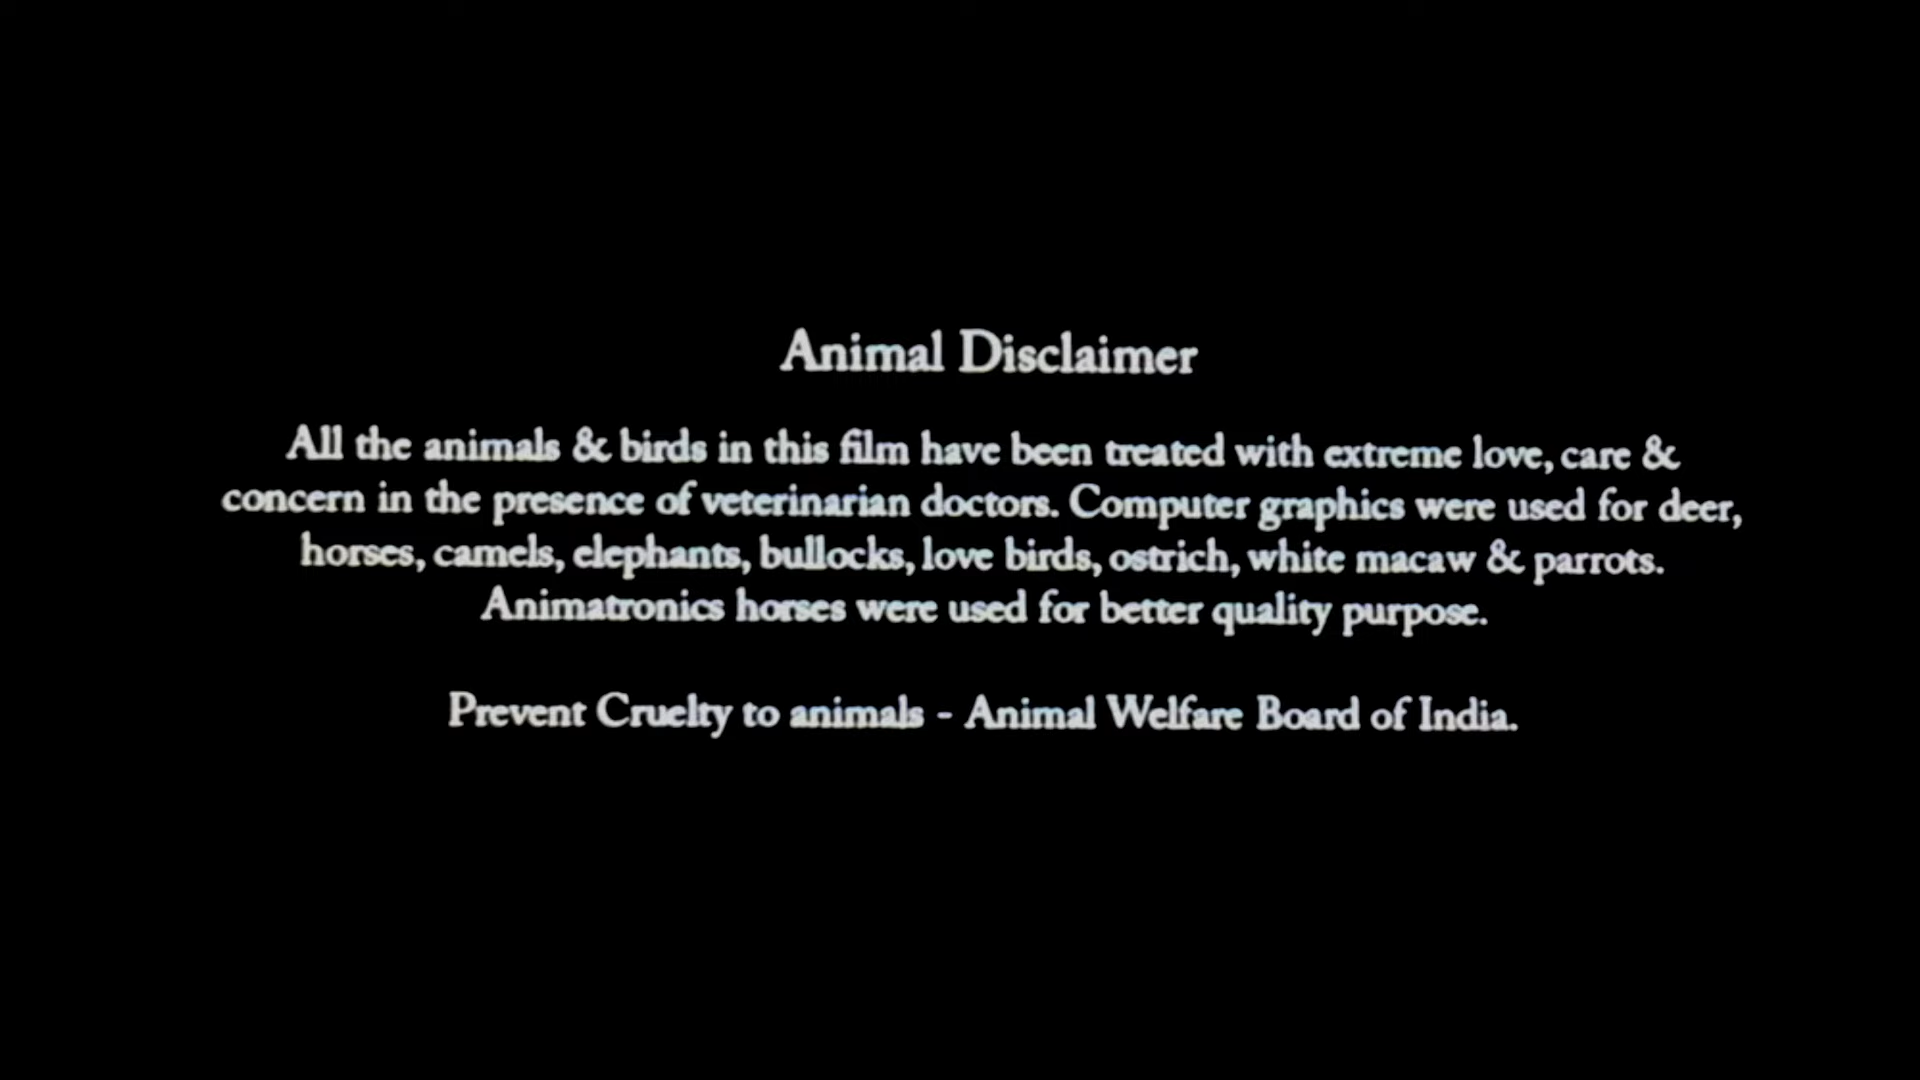 Animal Disclaimer
All the animals & birds in this film have been treated with extreme love, care &
concern in the presence of veterinarian doctors. Computer graphics were used for deer,
horses, camels, elephants, bullocks, love birds, ostrich, white macaw & parrots.
Animatronics horses were used for better quality purpose.
Prevent Cruelty to animals - Animal Welfare Board of India.